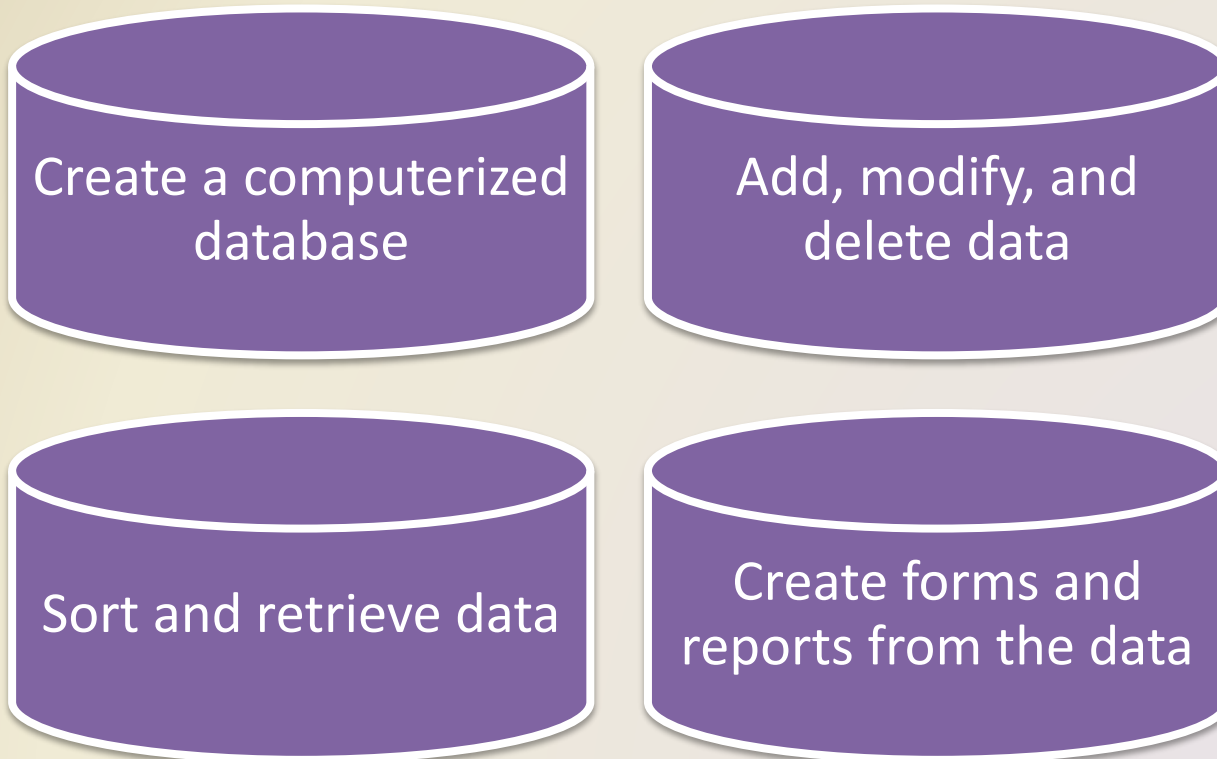 Create a computerized
database
Add, modify, and
delete data
Sort and retrieve data
Create forms and
reports from the data